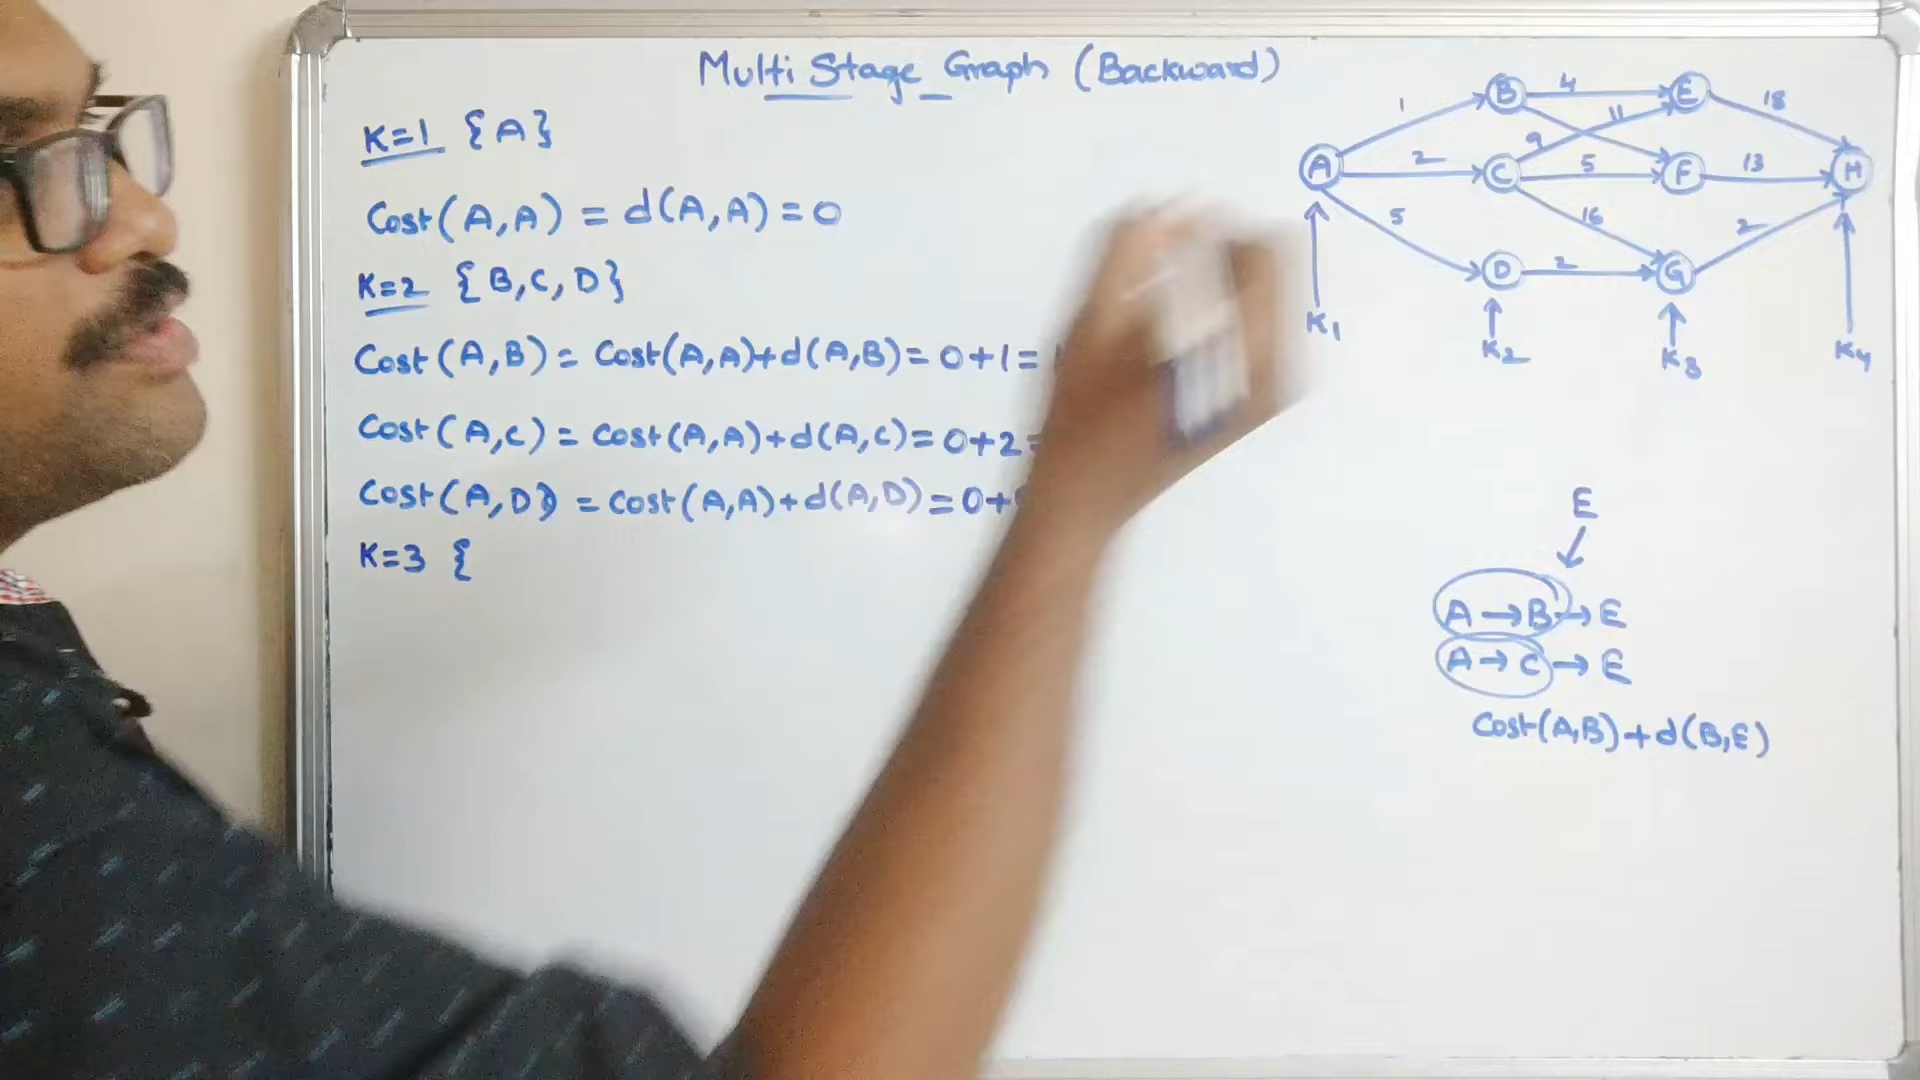 Multi Stage Graph (Backward)
K=1 {A}
Cost(A,A) = d(A,A)=0
K=2 {B,C,D}
Cost(A,B) = Cost(A,A)+d(A,B)=0+1=
Cost(A,C) = Cost(A,A)+d(A,C)=0+2=
Cost(A,D) = Cost(A,A)+d(A,D)=0+
K=3 {
B 4 E
1 11 18
9
A 2 C 5 F 13 H
5 16 2
D 2 G
K1 K2 K3 K4
E
A→B→E
A→C→E
Cost(A,B)+d(B,E)